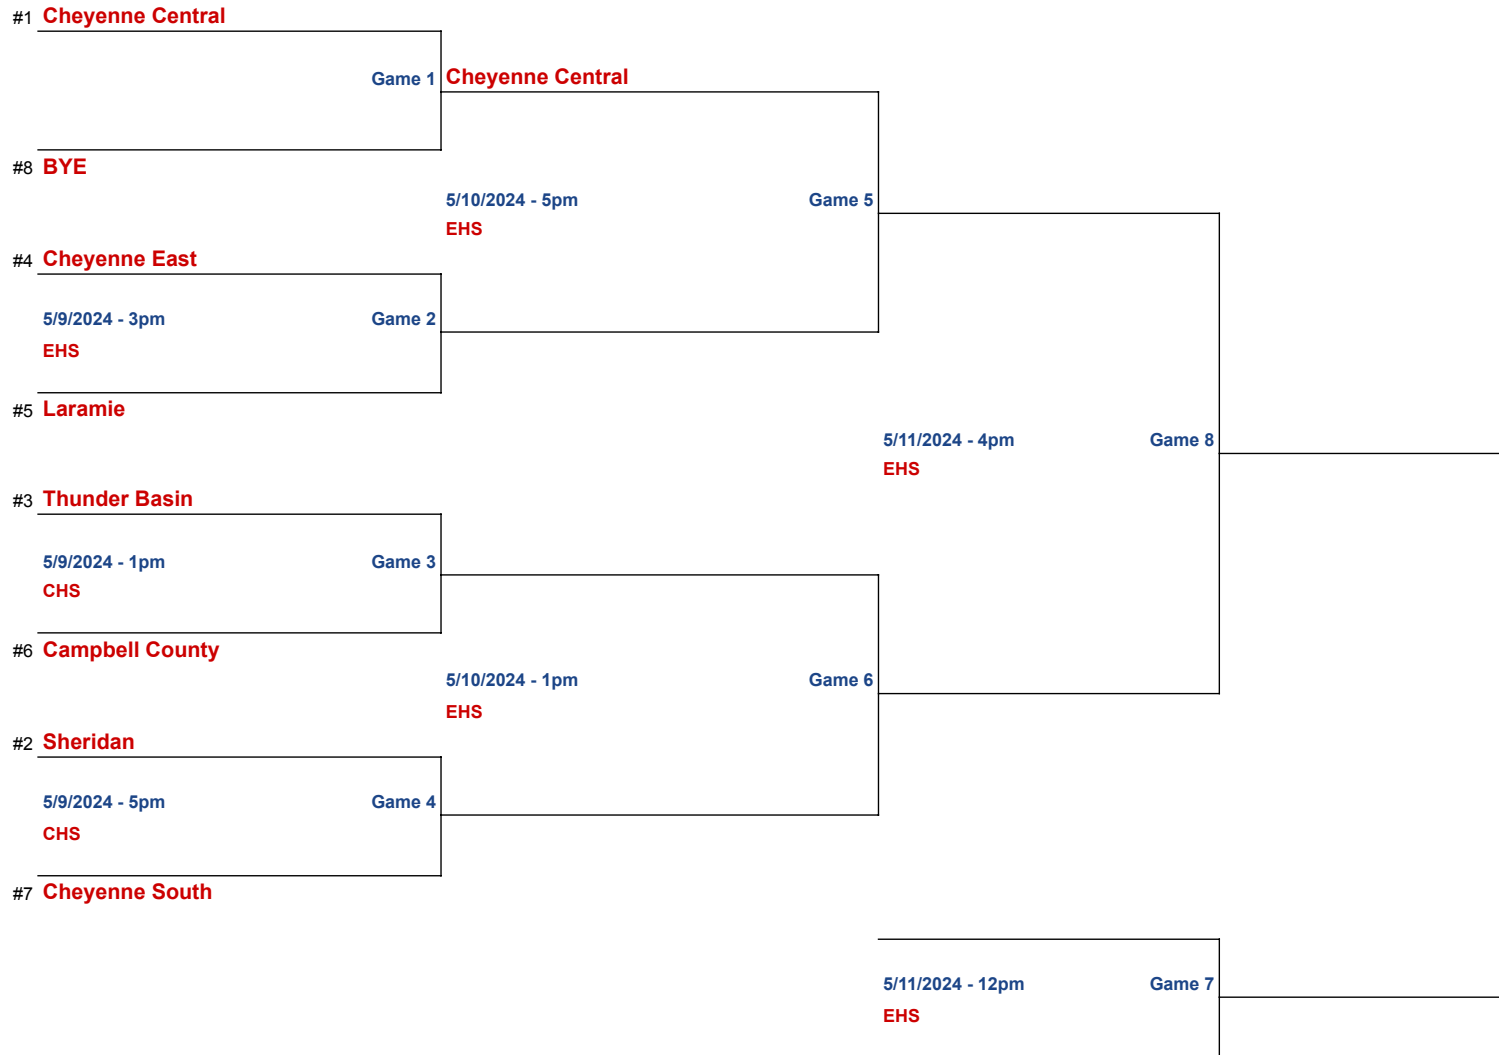 #1 Cheyenne Central
Game 1 Cheyenne Central
#8 BYE
5/10/2024 - 5pm Game 5
EHS
#4 Cheyenne East
5/9/2024 - 3pm Game 2
EHS
#5 Laramie
5/11/2024 - 4pm Game 8
EHS
#3 Thunder Basin
5/9/2024 - 1pm Game 3
CHS
#6 Campbell County
5/10/2024 - 1pm Game 6
EHS
#2 Sheridan
5/9/2024 - 5pm Game 4
CHS
#7 Cheyenne South
5/11/2024 - 12pm Game 7
EHS